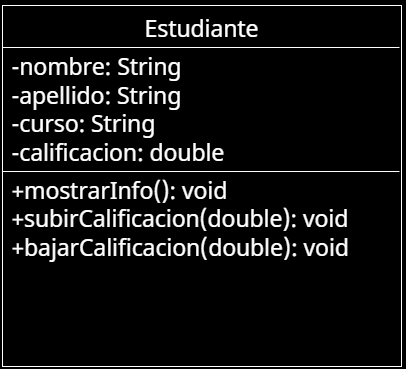 Estudiante
-nombre: String
-apellido: String
-curso: String
-calificacion: double
+mostrarInfo(): void
+subirCalificacion(double): void
+bajarCalificacion(double): void